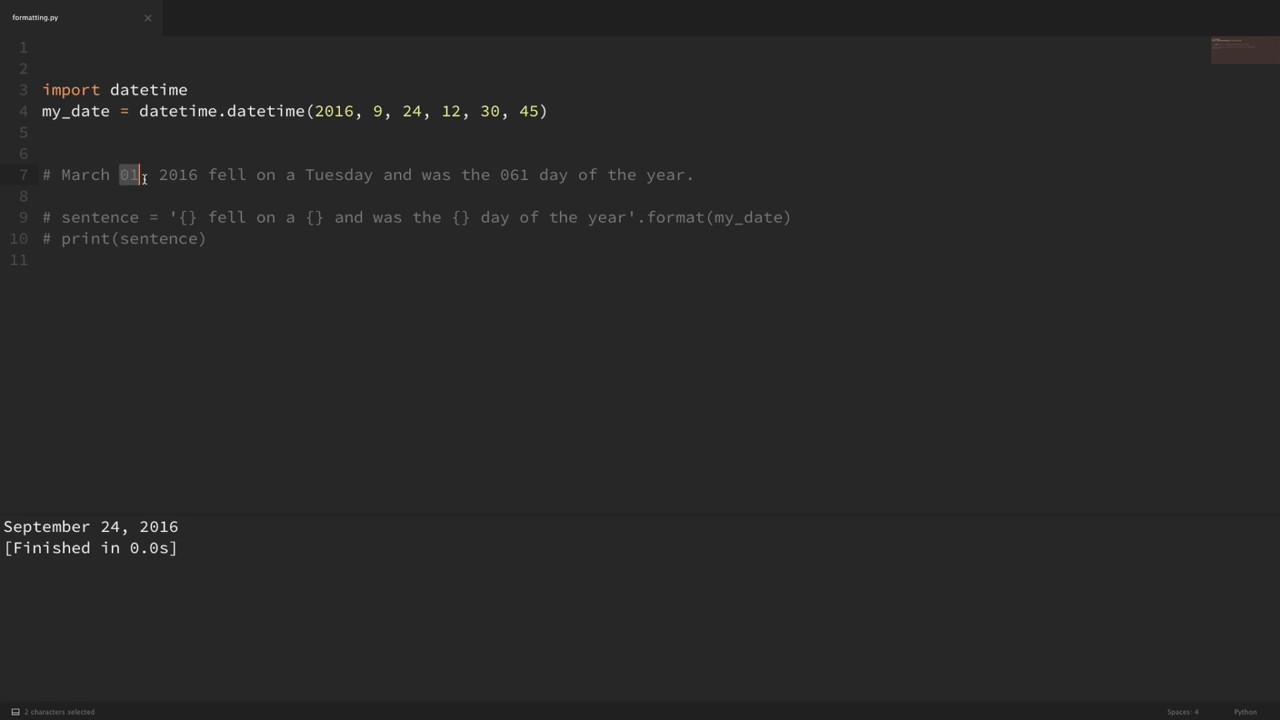 formatting.py
1
2
3 import datetime
4 my_date = datetime.datetime(2016, 9, 24, 12, 30, 45)
5
6
7 # March 01, 2016 fell on a Tuesday and was the 061 day of the year.
8
9 # sentence = '{} fell on a {} and was the {} day of the year'.format(my_date)
10 # print(sentence)
11
September 24, 2016
[Finished in 0.0s]
2 characters selected Spaces: 4 Python